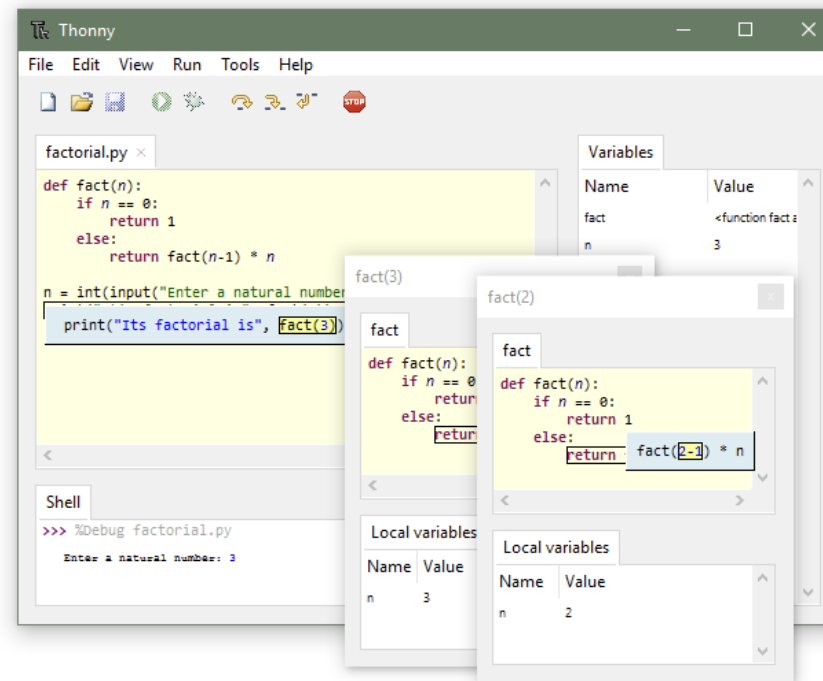 Thonny
File Edit View Run Tools Help
STOP
factorial.py ×
def fact(n):
if n == 0:
return 1
else:
return fact(n-1) * n
n = int(input("Enter a natural number
print("Its factorial is", fact(3))
Shell
>>> %Debug factorial.py
Enter a natural number: 3
Variables
Name Value
fact <function fact a
n 3
fact(3)
fact
def fact(n):
if n == 0
retur
else:
retur
Local variables
Name Value
n 3
fact(2)
x
fact
def fact(n):
if n == 0:
return 1
else:
return fact(2-1) * n
Local variables
Name Value
n 2